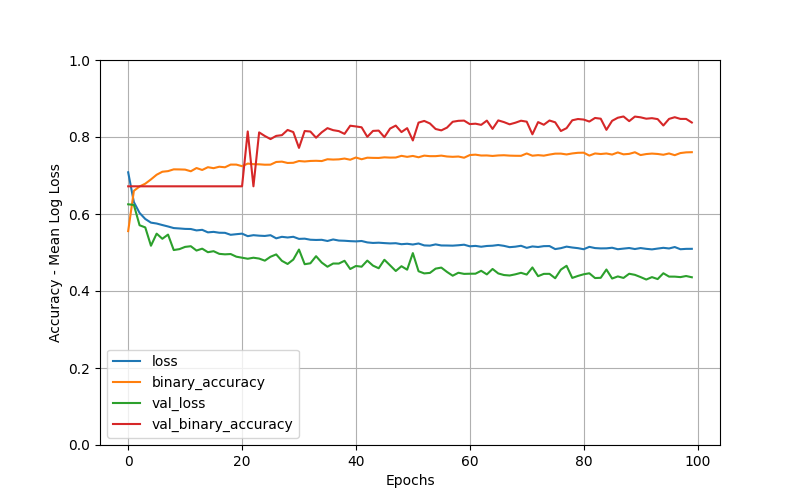 1.0
0.8
0.6
0.4
0.2
0.0
Accuracy - Mean Log Loss
loss
binary_accuracy
val_loss
val_binary_accuracy
0 20 40 60 80 100
Epochs